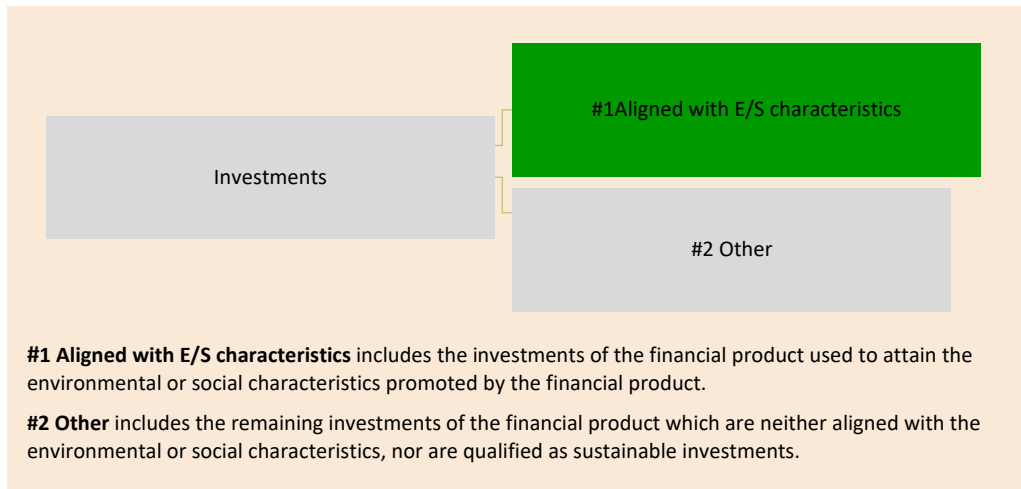 #1Aligned with E/S characteristics
Investments
#2 Other
#1 Aligned with E/S characteristics includes the investments of the financial product used to attain the
environmental or social characteristics promoted by the financial product.
#2 Other includes the remaining investments of the financial product which are neither aligned with the
environmental or social characteristics, nor are qualified as sustainable investments.